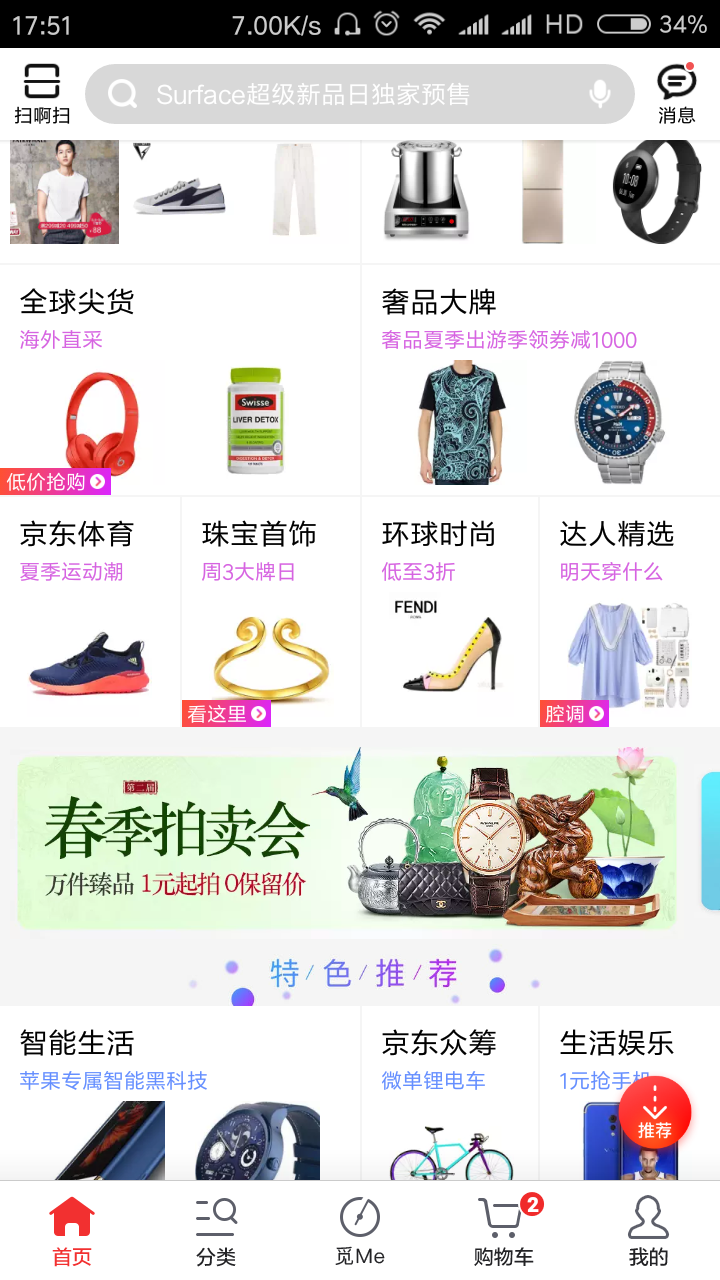 17:51 7.00K/s HD 34%
扫啊扫
Surface超级新品日独家预售
消息
全球尖货
海外直采
奢品大牌
奢品夏季出游季领券减1000
Swisse
LIVER DETOX
低价抢购
京东体育
夏季运动潮
珠宝首饰
周3大牌日
环球时尚
低至3折
达人精选
明天穿什么
FENDI
看这里
腔调
第二届
春季拍卖会
万件臻品 1元起拍 0保留价
特/色/推/荐
智能生活
苹果专属智能黑科技
京东众筹
微单锂电车
生活娱乐
1元抢手机
推荐
首页
分类
觅Me
2
购物车
我的